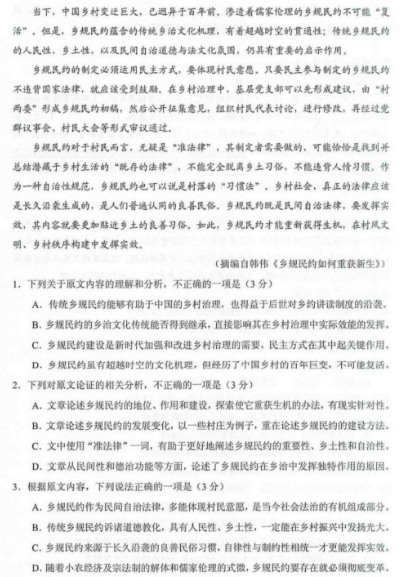 当下，中国乡村变迁巨大，已迥异于百年前。渗透着儒家伦理的乡规民约不可能“复
活”。但是，乡规民约蕴含的传统乡治文化机理，有着超越时空的贯通性；传统乡规民约
的人民性、乡土性，以及民间自治道德与法文化氛围，仍具有重要的启示作用。
乡规民约的制定必须运用民主方式，要体现村民意愿。只要民主参与制定的乡规民约
不违背国家法律，就应该受到鼓励。在乡村治理中，基层党支部可以先形成建议，由“村
两委”形成乡规民约初稿，然后公开征集意见，组织村民代表讨论，进行修改，再经过党
群议事会、村民大会等形式审议通过。
乡规民约对于村民而言，无疑是“准法律”，其制定者需要做的，可能恰恰是找到并
总结潜藏于乡村生活的“既存的法律”，不能完全脱离乡土习俗，不能违背人情习惯。作
为一种自治性规范，乡规民约也可以说是村落的“习惯法”。乡村社会，真正的法律应该
是长久沿袭生成的，是人们普遍认同的良善民俗。乡规民约既是民间自治法律，要发挥实
效，其内容就要更加贴近乡土的良善习俗。如此，乡规民约才能重新获得生机，在村风文
明、乡村秩序构建中发挥实效。
（摘编自韩伟《乡规民约如何重获新生》）
1．下列关于原文内容的理解和分析，不正确的一项是（3 分）
A．传统乡规民约能够有助于中国的乡村治理，也得益于后世对乡约讲读制度的沿袭。
B．乡规民约的乡治文化传统能否得到继承，直接影响其在乡村治理中实际效能的发挥。
C．乡规民约建设是新时代加强和改进乡村治理的需要，民主方式在其中起关键作用。
D．乡规民约虽有超越时空的文化机理，但经历了中国乡村的百年巨变，不可能复活。
2．下列对原文论证的相关分析，不正确的一项是（3 分）
A．文章论述乡规民约的地位、作用和建设，探索使它重获生机的办法，有现实针对性。
B．文章论述乡规民约的发展变化，以一些村庄为例子，重在论述乡规民约的建设方法。
C．文中使用“准法律”一词，有助于更好地阐述乡规民约的重要性、乡土性和自治性。
D．文章从民间性和德治功能等方面，论述了乡规民约在乡治中发挥独特作用的原因。
3．根据原文内容，下列说法正确的一项是（3 分）
A．乡规民约作为民间自治法律，多能体现村民意愿，是当今社会法治的有机组成部分。
B．传统乡规民约诉诸道德教化，具有人民性、乡土性，一定能在乡村振兴中发扬光大。
C．乡规民约来源于长久沿袭的良善民俗习惯，自律性与制约性相统一才更能发挥实效。
D．随着小农经济及宗法制的解体和儒家伦理的式微，乡规民约要存在就必须彻底变革。